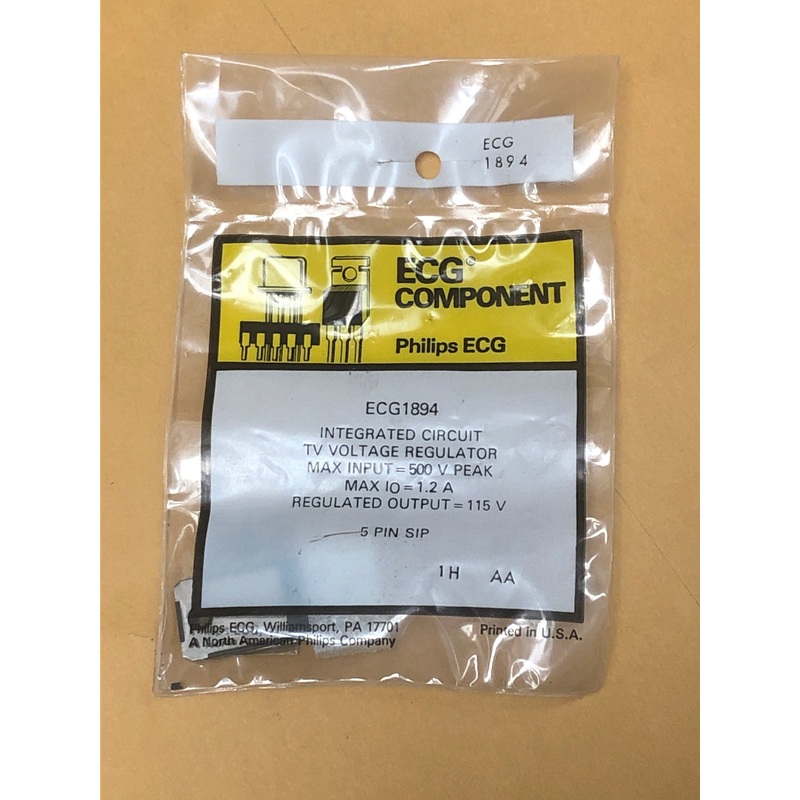 ECG
1894
ECG®
COMPONENT
Philips ECG
ECG1894
INTEGRATED CIRCUIT
TV VOLTAGE REGULATOR
MAX INPUT = 500 V PEAK
MAX IO = 1.2 A
REGULATED OUTPUT = 115 V
5 PIN SIP
1H AA
Philips ECG, Williamsport, PA 17701
A North American Philips Company
Printed in U.S.A.